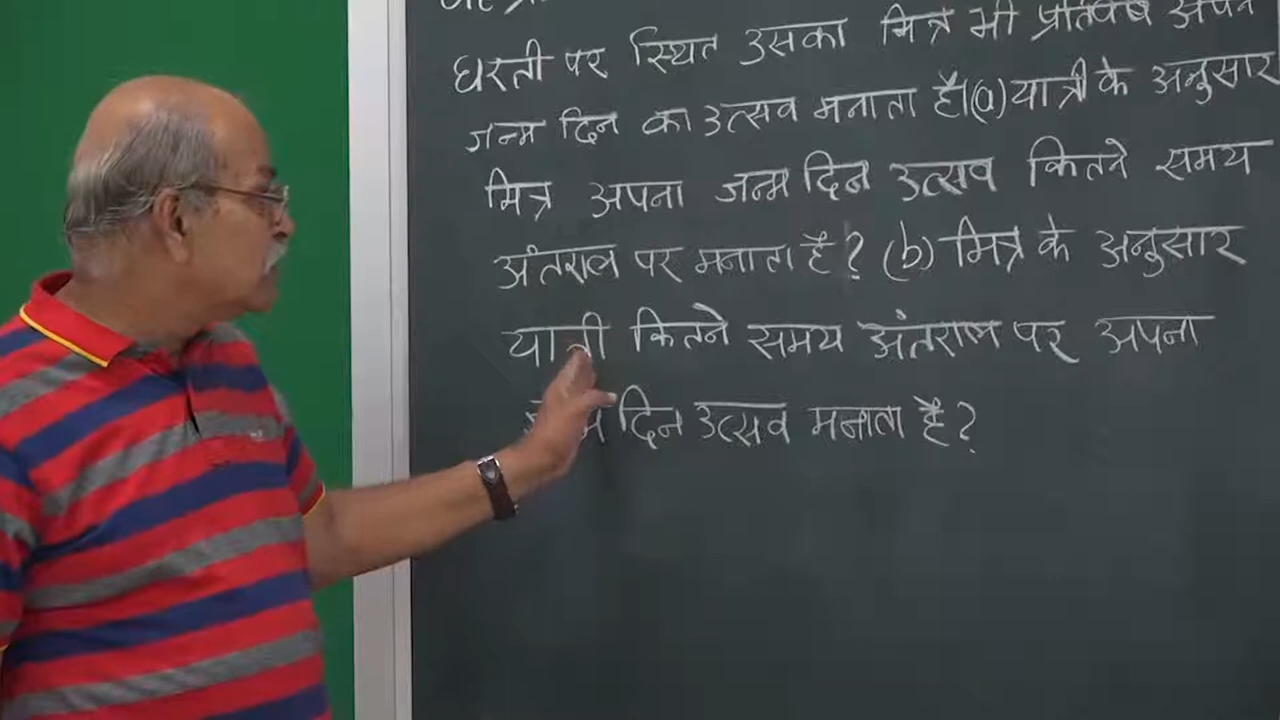 धरती पर स्थित उसका मित्र भी प्रतिवर्ष अपने
जन्म दिन का उत्सव मनाता है।(a)यात्री के अनुसार
मित्र अपना जन्म दिन उत्सव कितने समय
अंतराल पर मनाता है? (b) मित्र के अनुसार
यात्री कितने समय अंतराल पर अपना
दिन उत्सव मनाता है?